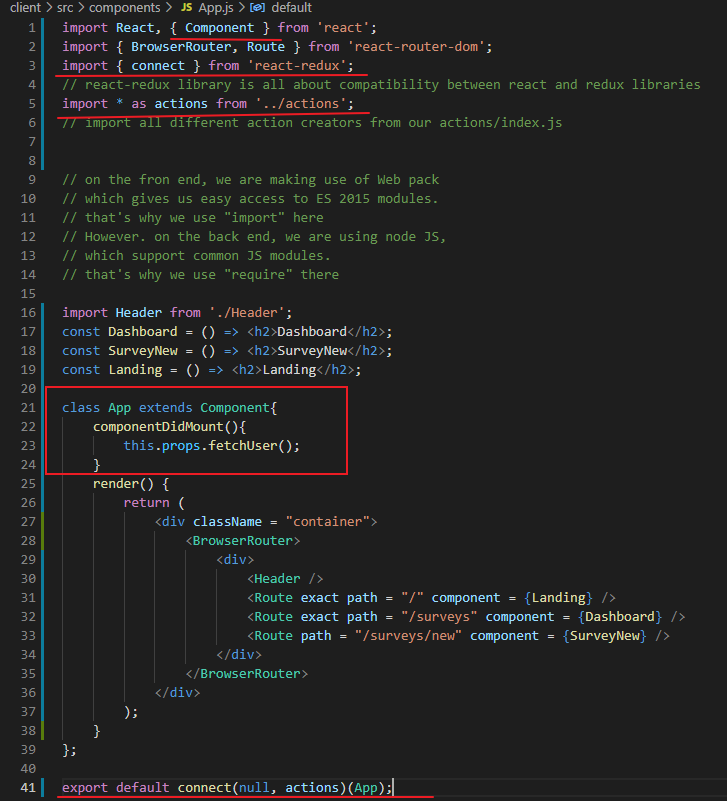 client > src > components > JS App.js > default
1 import React, { Component } from 'react';
2 import { BrowserRouter, Route } from 'react-router-dom';
3 import { connect } from 'react-redux';
4 // react-redux library is all about compatibility between react and redux libraries
5 import * as actions from '../actions';
6 // import all different action creators from our actions/index.js
7
8
9 // on the fron end, we are making use of Web pack
10 // which gives us easy access to ES 2015 modules.
11 // that's why we use "import" here
12 // However. on the back end, we are using node JS,
13 // which support common JS modules.
14 // that's why we use "require" there
15
16 import Header from './Header';
17 const Dashboard = () => <h2>Dashboard</h2>;
18 const SurveyNew = () => <h2>SurveyNew</h2>;
19 const Landing = () => <h2>Landing</h2>;
20
21 class App extends Component{
22 componentDidMount(){
23 this.props.fetchUser();
24 }
25 render() {
26 return (
27 <div className = "container">
28 <BrowserRouter>
29 <div>
30 <Header />
31 <Route exact path = "/" component = {Landing} />
32 <Route exact path = "/surveys" component = {Dashboard} />
33 <Route path = "/surveys/new" component = {SurveyNew} />
34 </div>
35 </BrowserRouter>
36 </div>
37 );
38 }
39 };
40
41 export default connect(null, actions)(App);